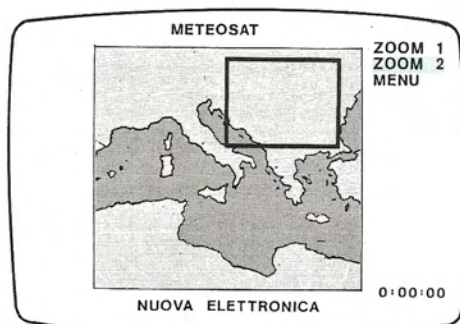 METEOSAT
ZOOM 1
ZOOM 2
MENU
0:00:00
NUOVA ELETTRONICA